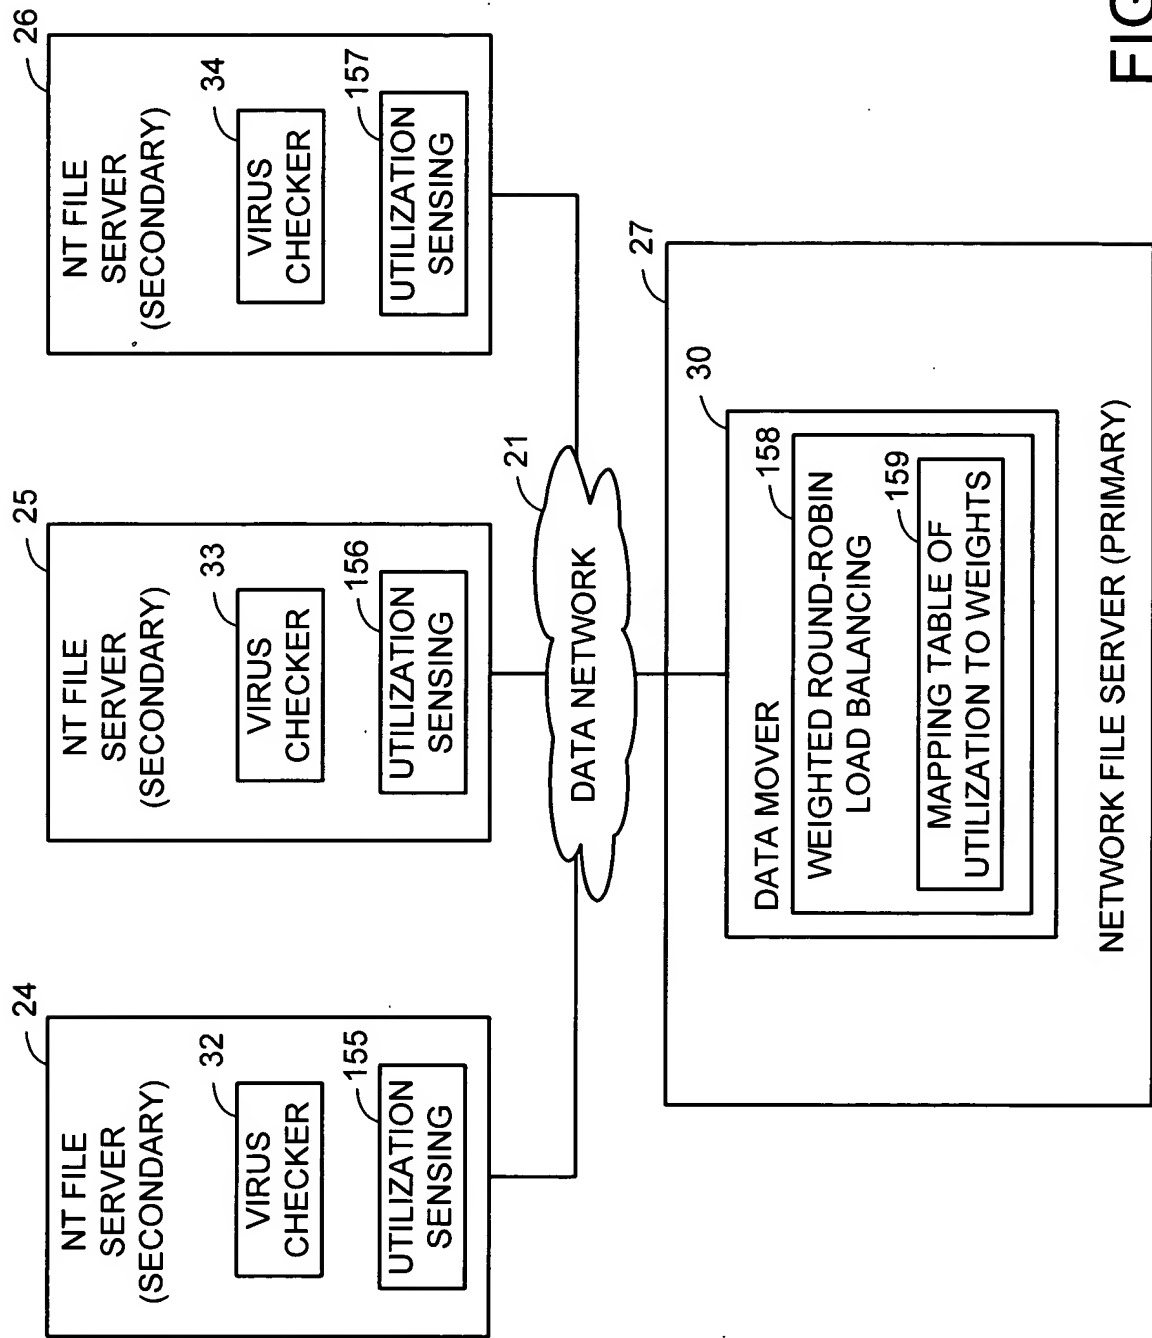 24
NT FILE
SERVER
(SECONDARY)
32
VIRUS
CHECKER
155
UTILIZATION
SENSING
25
NT FILE
SERVER
(SECONDARY)
33
VIRUS
CHECKER
156
UTILIZATION
SENSING
26
NT FILE
SERVER
(SECONDARY)
34
VIRUS
CHECKER
157
UTILIZATION
SENSING
21
DATA NETWORK
27
30
DATA MOVER
158
WEIGHTED ROUND-ROBIN
LOAD BALANCING
159
MAPPING TABLE OF
UTILIZATION TO WEIGHTS
NETWORK FILE SERVER (PRIMARY)